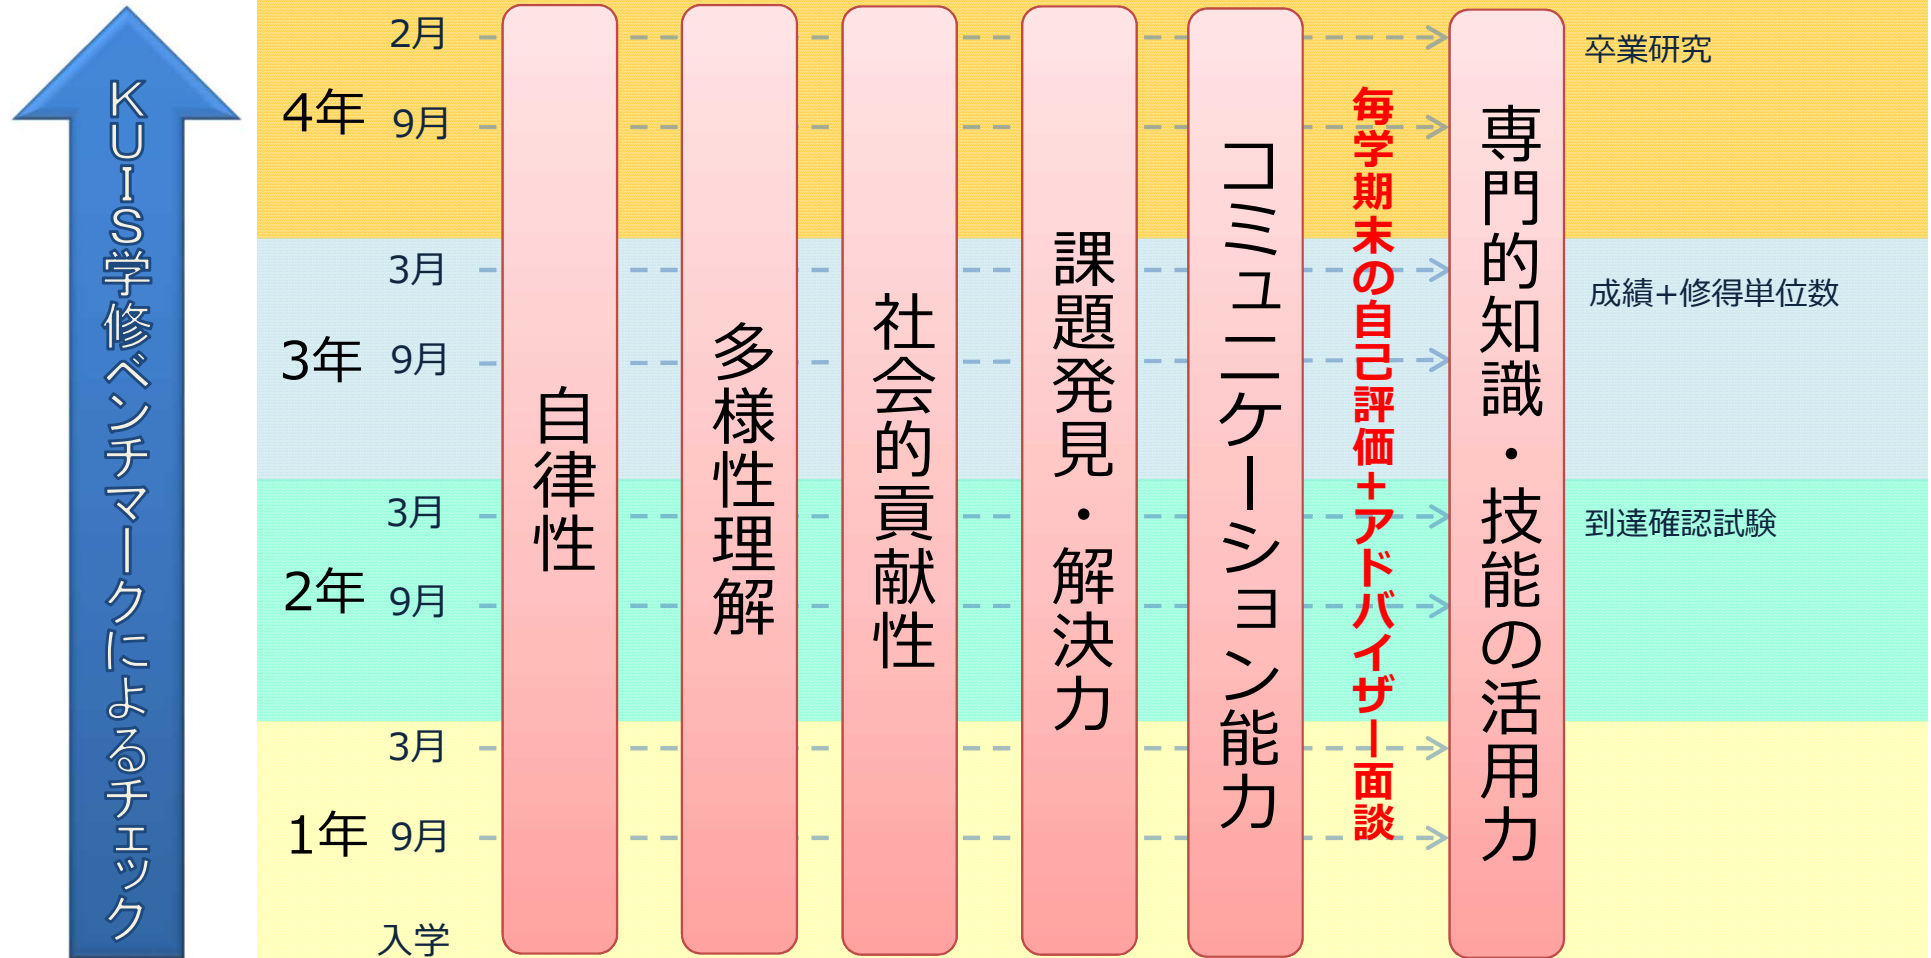 KUIS学修ベンチマークによるチェック
4年
2月
9月
3年
3月
9月
2年
3月
9月
1年
3月
9月
入学
自律性
多様性理解
社会的貢献性
課題発見・解決力
コミュニケーション能力
毎学期末の自己評価＋アドバイザー面談
専門的知識・技能の活用力
卒業研究
成績+修得単位数
到達確認試験